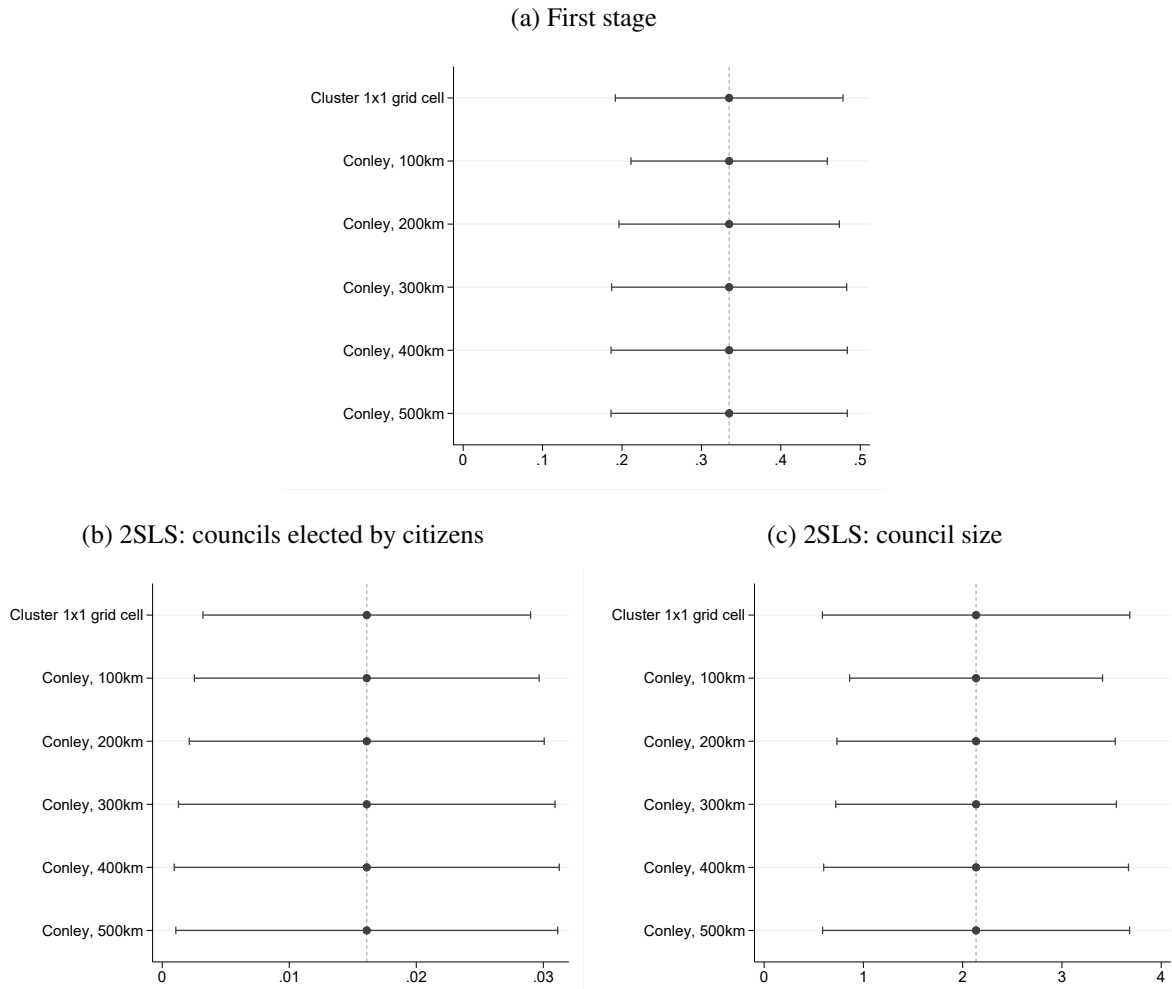 (a) First stage
Cluster 1x1 grid cell
Conley, 100km
Conley, 200km
Conley, 300km
Conley, 400km
Conley, 500km
0 .1 .2 .3 .4 .5
(b) 2SLS: councils elected by citizens
Cluster 1x1 grid cell
Conley, 100km
Conley, 200km
Conley, 300km
Conley, 400km
Conley, 500km
0 .01 .02 .03
(c) 2SLS: council size
Cluster 1x1 grid cell
Conley, 100km
Conley, 200km
Conley, 300km
Conley, 400km
Conley, 500km
0 1 2 3 4